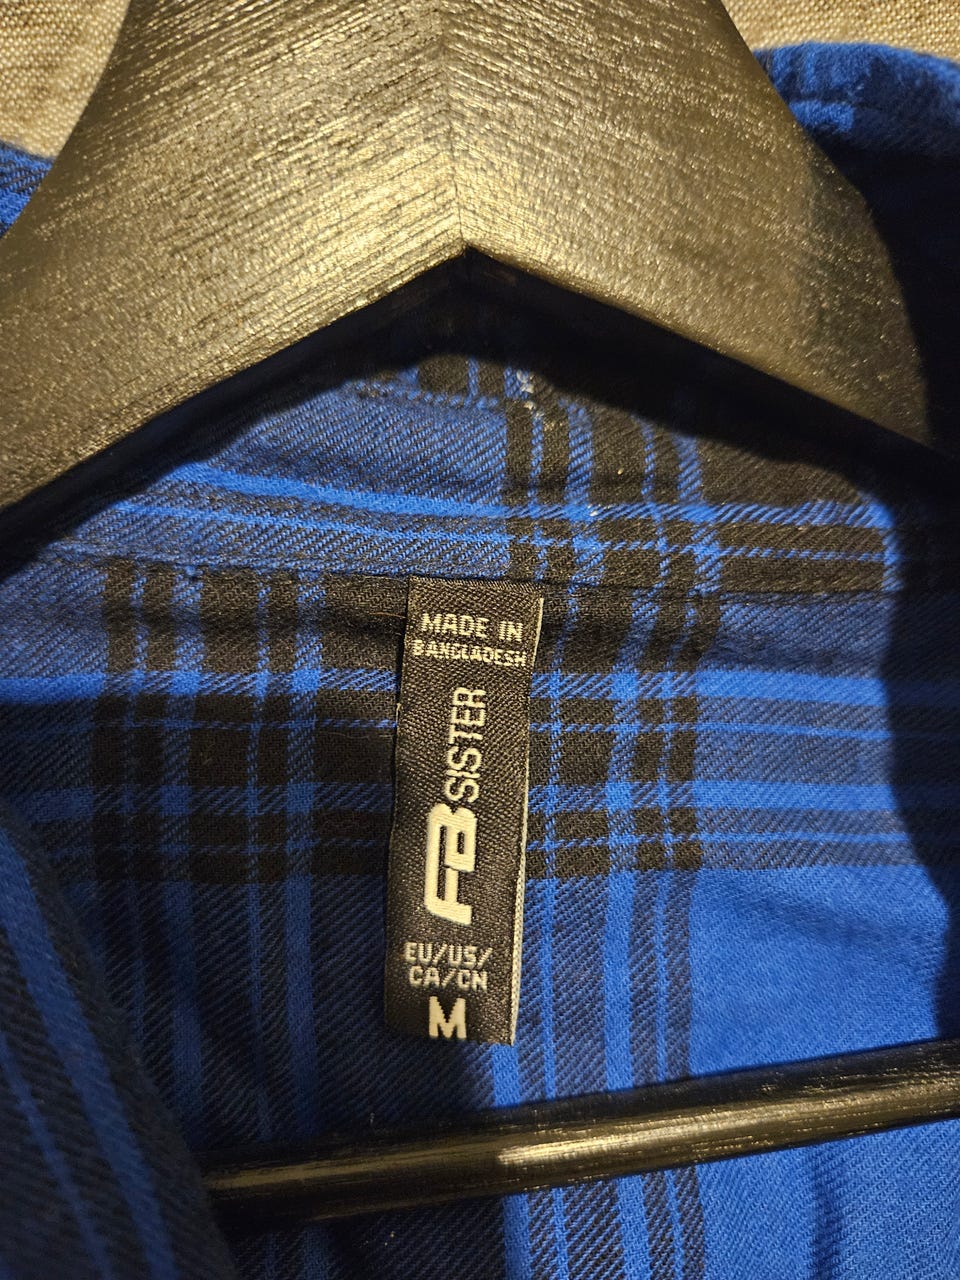 MADE IN
BANGLADESH
FB SISTER
EU/US/
CA/CN
M